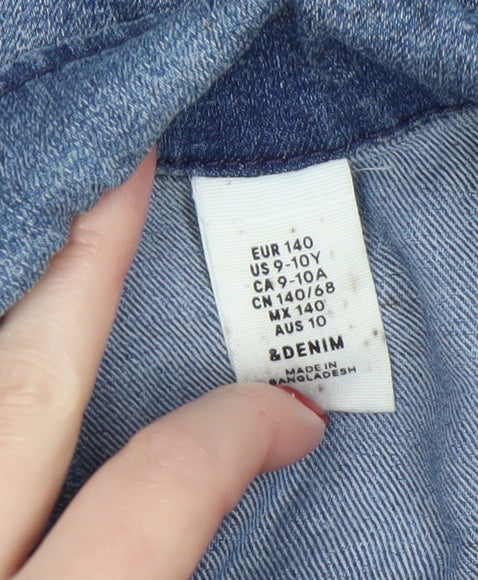 EUR 140
US 9-10Y
CA 9-10A
CN 140/68
MX 140
AUS 10
&DENIM
MADE IN
BANGLADESH